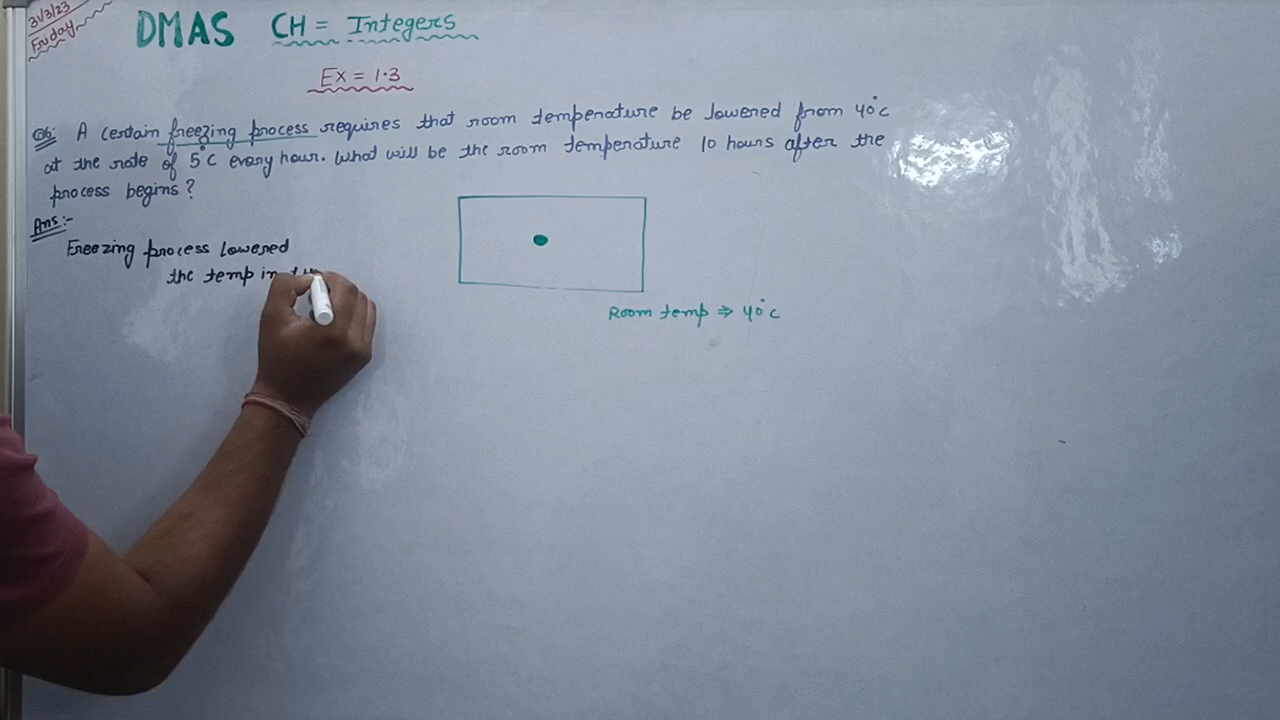 31/3/23
Friday
DMAS CH = Integers
Ex = 1.3
Q6: A certain freezing process requires that room temperature be lowered from 40°c
at the rate of 5°C every hour. What will be the room temperature 10 hours after the
process begins?
Ans:-
Freezing process lowered
the temp in
Room temp ⇒ 40°c